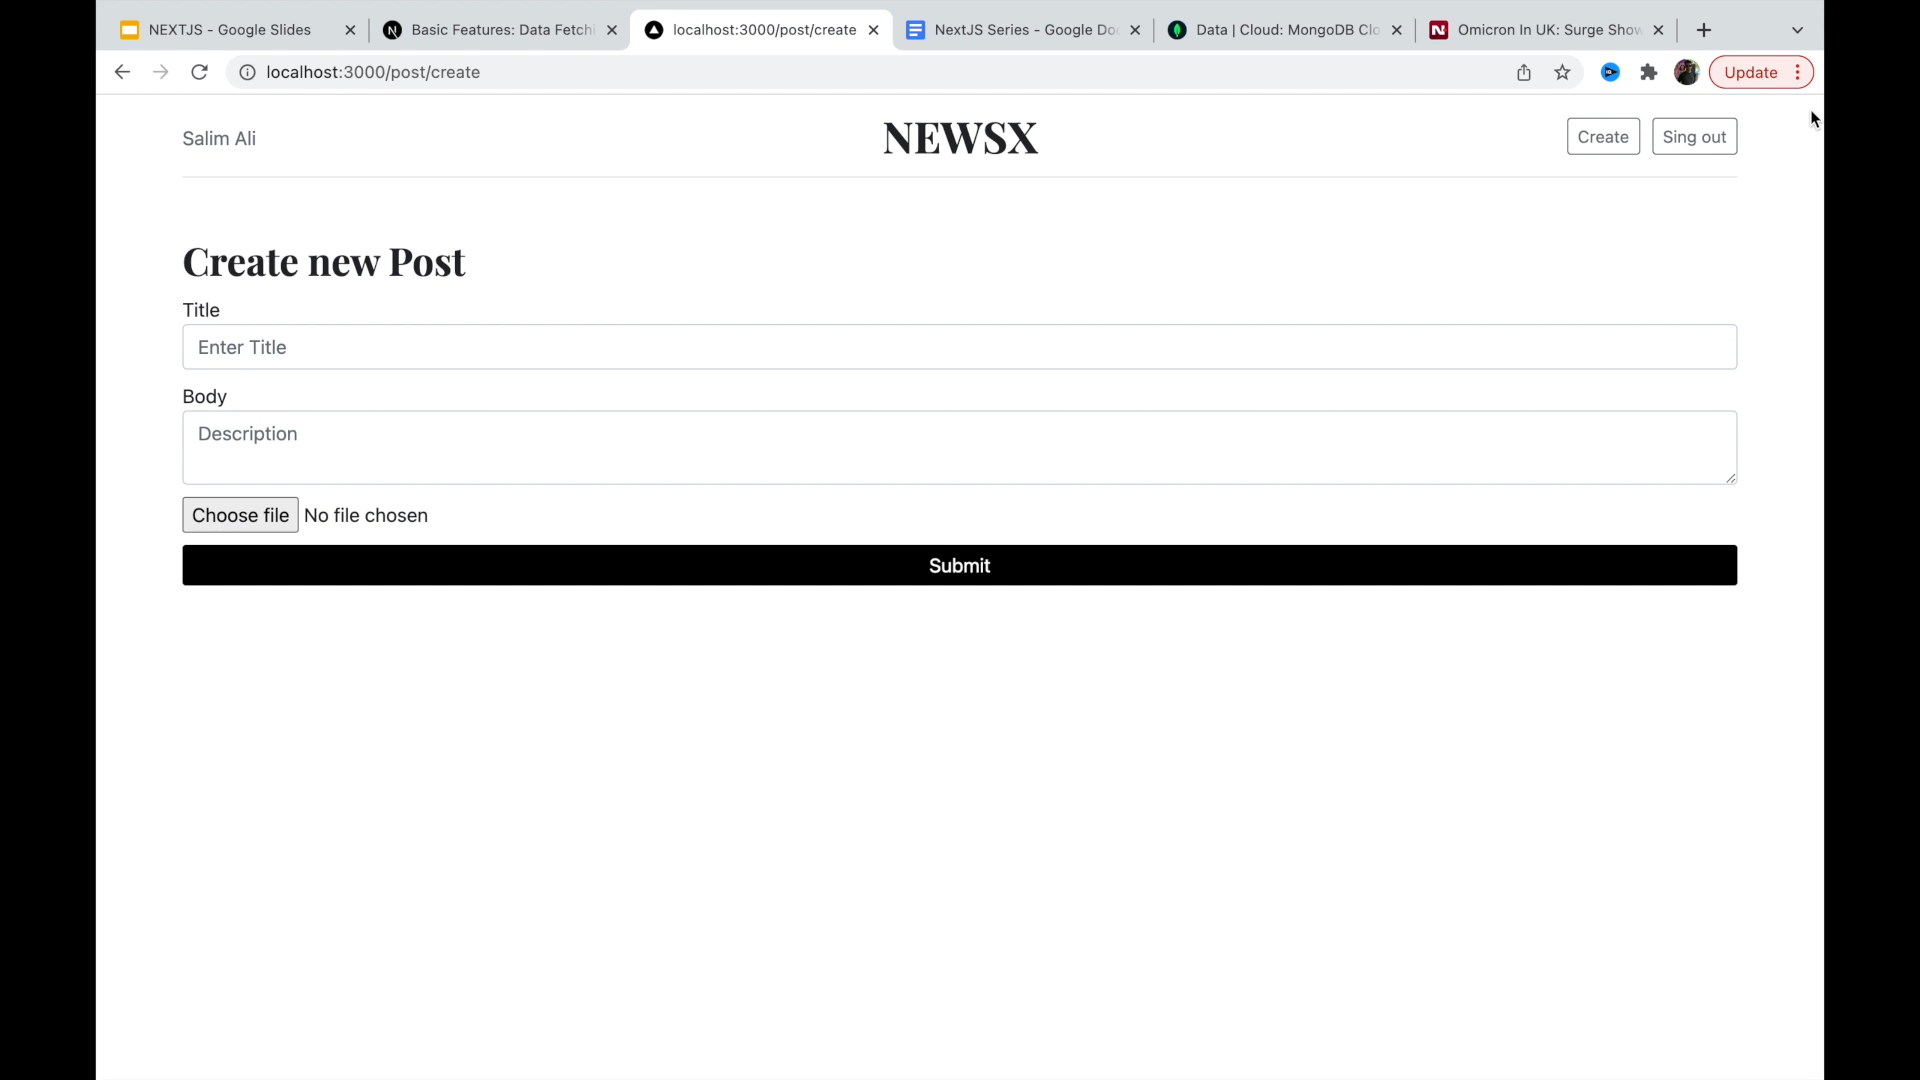 NEXTJS - Google Slides
Basic Features: Data Fetchi
localhost:3000/post/create
NextJS Series - Google Do
Data | Cloud: MongoDB Clo
Omicron In UK: Surge Show
localhost:3000/post/create
Update
Salim Ali
NEWSX
Create
Sing out
Create new Post
Title
Enter Title
Body
Description
Choose file No file chosen
Submit